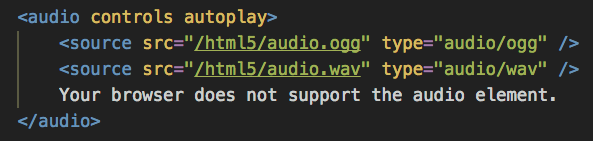 <audio controls autoplay>
<source src="/html5/audio.ogg" type="audio/ogg" />
<source src="/html5/audio.wav" type="audio/wav" />
Your browser does not support the audio element.
</audio>